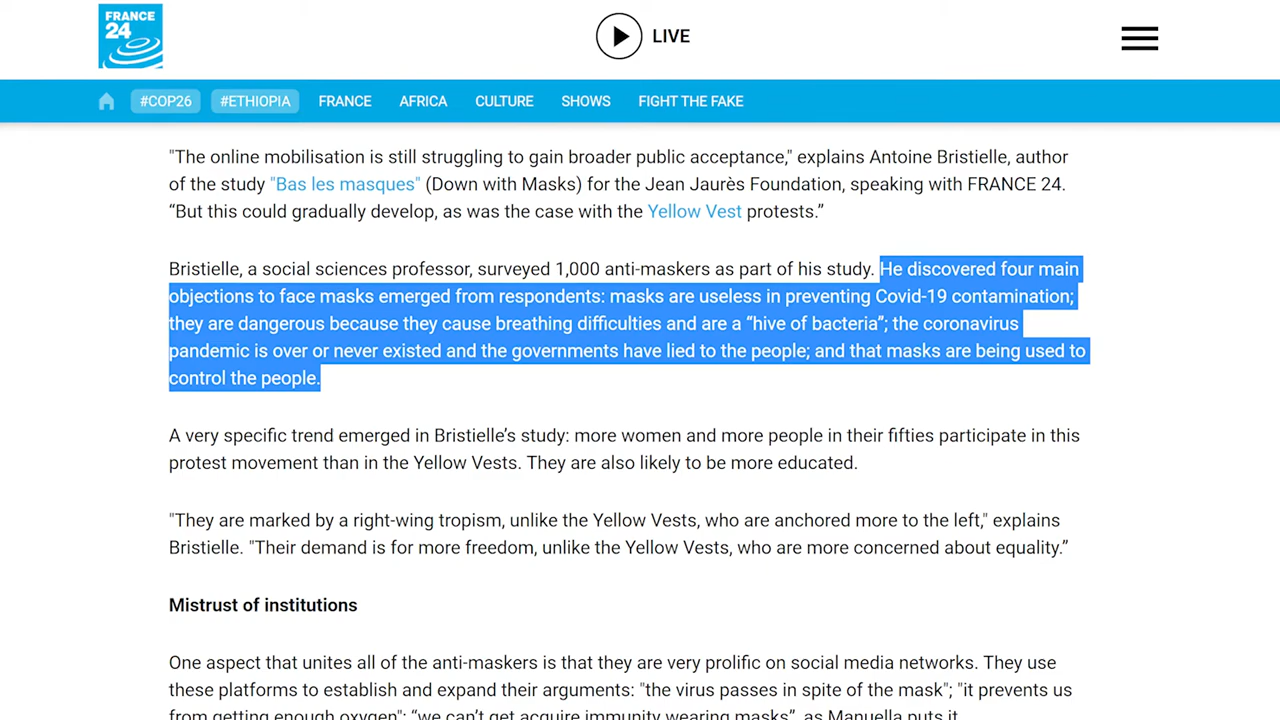 FRANCE
24
LIVE
#COP26 #ETHIOPIA FRANCE AFRICA CULTURE SHOWS FIGHT THE FAKE
"The online mobilisation is still struggling to gain broader public acceptance," explains Antoine Bristielle, author
of the study "Bas les masques" (Down with Masks) for the Jean Jaurès Foundation, speaking with FRANCE 24.
“But this could gradually develop, as was the case with the Yellow Vest protests.”
Bristielle, a social sciences professor, surveyed 1,000 anti-maskers as part of his study. He discovered four main
objections to face masks emerged from respondents: masks are useless in preventing Covid-19 contamination;
they are dangerous because they cause breathing difficulties and are a “hive of bacteria”; the coronavirus
pandemic is over or never existed and the governments have lied to the people; and that masks are being used to
control the people.
A very specific trend emerged in Bristielle’s study: more women and more people in their fifties participate in this
protest movement than in the Yellow Vests. They are also likely to be more educated.
"They are marked by a right-wing tropism, unlike the Yellow Vests, who are anchored more to the left," explains
Bristielle. "Their demand is for more freedom, unlike the Yellow Vests, who are more concerned about equality.”
Mistrust of institutions
One aspect that unites all of the anti-maskers is that they are very prolific on social media networks. They use
these platforms to establish and expand their arguments: "the virus passes in spite of the mask"; "it prevents us
from getting enough oxygen"; “we can’t get acquire immunity wearing masks”, as Manuella puts it.